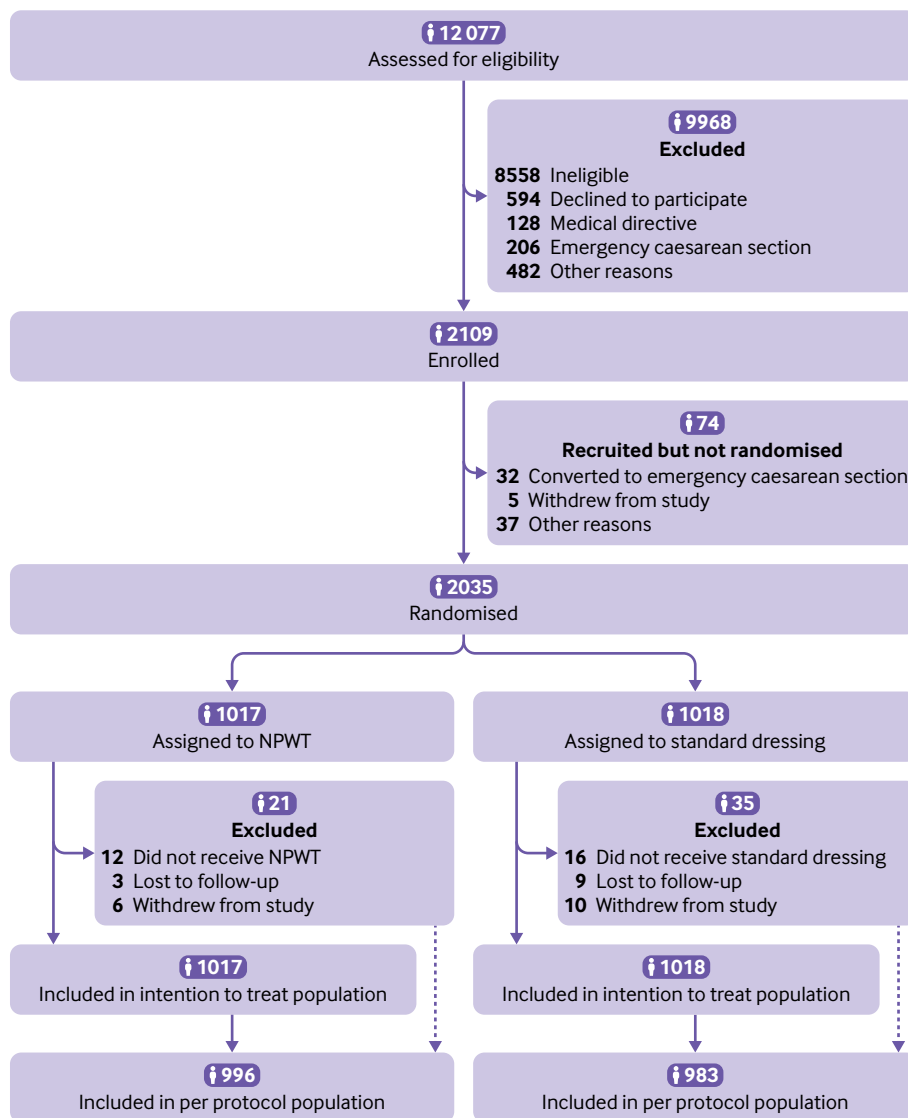 12 077
Assessed for eligibility
9968
Excluded
8558 Ineligible
594 Declined to participate
128 Medical directive
206 Emergency caesarean section
482 Other reasons
2109
Enrolled
74
Recruited but not randomised
32 Converted to emergency caesarean section
5 Withdrew from study
37 Other reasons
2035
Randomised
1017
Assigned to NPWT
21
Excluded
12 Did not receive NPWT
3 Lost to follow-up
6 Withdrew from study
1017
Included in intention to treat population
996
Included in per protocol population
1018
Assigned to standard dressing
35
Excluded
16 Did not receive standard dressing
9 Lost to follow-up
10 Withdrew from study
1018
Included in intention to treat population
983
Included in per protocol population